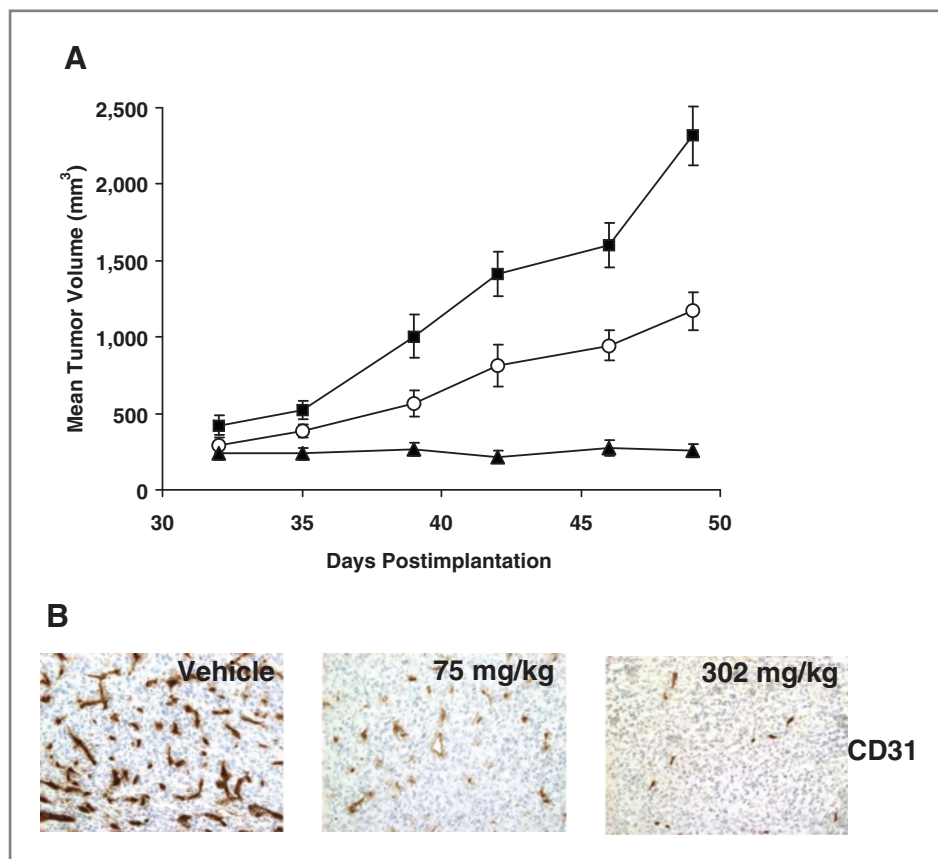 A
Mean Tumor Volume (mm³)
2,500
2,000
1,500
1,000
500
0
30 35 40 45 50
Days Postimplantation
B
Vehicle 75 mg/kg 302 mg/kg
CD31